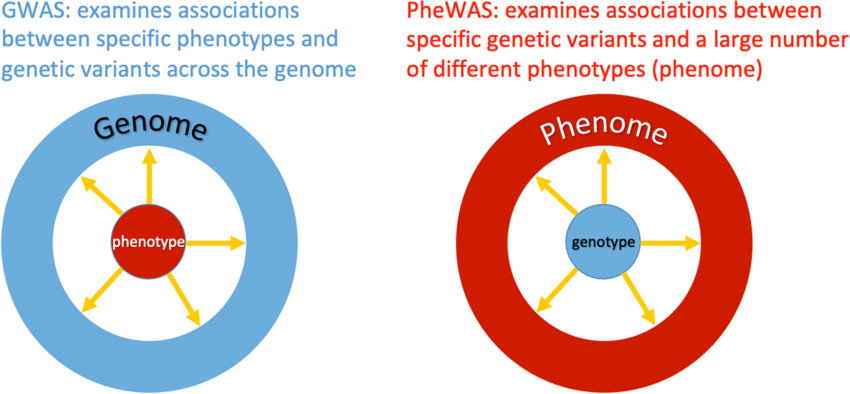 GWAS: examines associations
between specific phenotypes and
genetic variants across the genome
PheWAS: examines associations between
specific genetic variants and a large number
of different phenotypes (phenome)
Genome
phenotype
Phenome
genotype